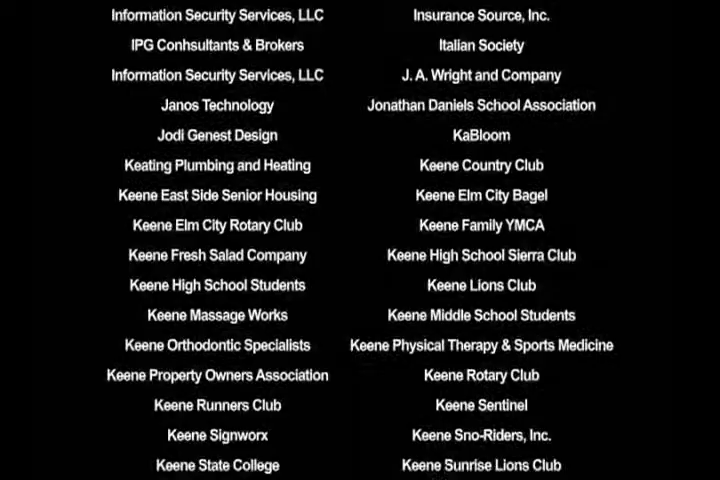 Information Security Services, LLC
Insurance Source, Inc.
IPG Conhsultants & Brokers
Italian Society
Information Security Services, LLC
J. A. Wright and Company
Janos Technology
Jonathan Daniels School Association
Jodi Genest Design
KaBloom
Keating Plumbing and Heating
Keene Country Club
Keene East Side Senior Housing
Keene Elm City Bagel
Keene Elm City Rotary Club
Keene Family YMCA
Keene Fresh Salad Company
Keene High School Sierra Club
Keene High School Students
Keene Lions Club
Keene Massage Works
Keene Middle School Students
Keene Orthodontic Specialists
Keene Physical Therapy & Sports Medicine
Keene Property Owners Association
Keene Rotary Club
Keene Runners Club
Keene Sentinel
Keene Signworx
Keene Sno-Riders, Inc.
Keene State College
Keene Sunrise Lions Club